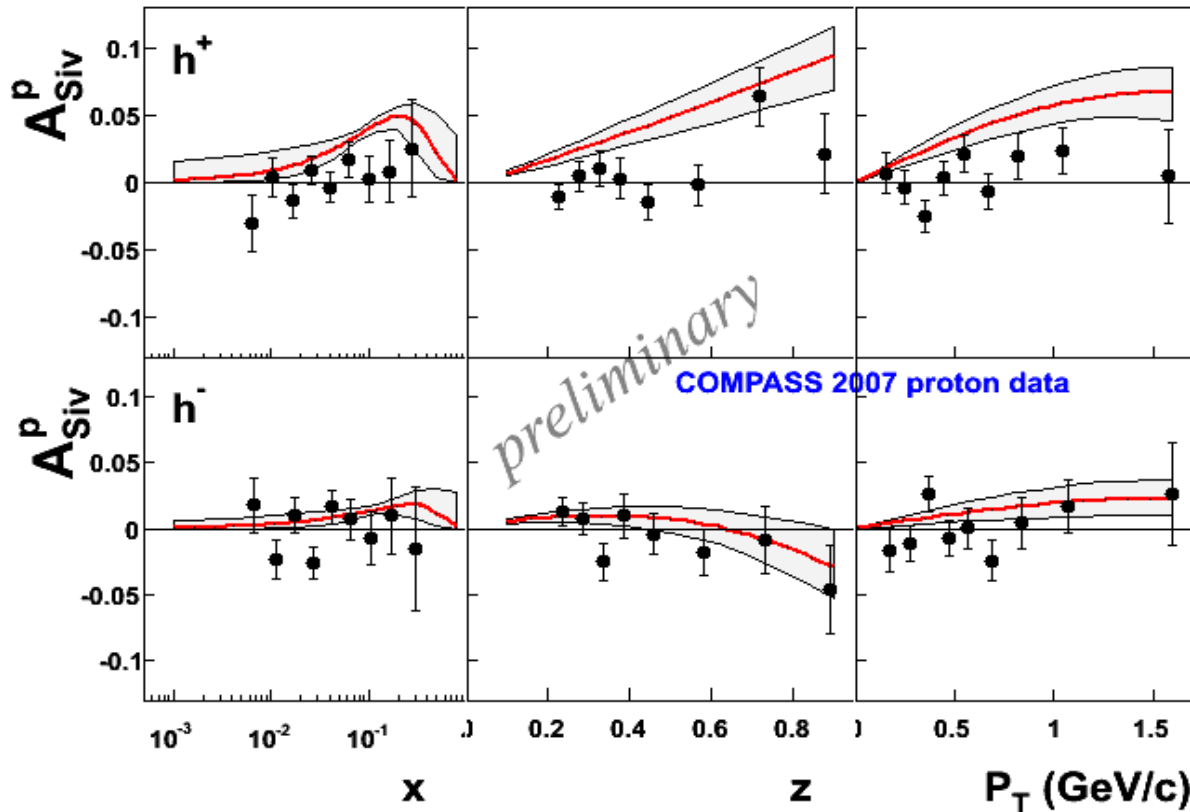 A^p_Siv
h^+
0.1
0.05
0
-0.05
-0.1
A^p_Siv
h^-
0.1
0.05
0
-0.05
-0.1
preliminary
COMPASS 2007 proton data
10^-3 10^-2 10^-1
0.2 0.4 0.6 0.8
0.5 1 1.5
x
z
P_T (GeV/c)